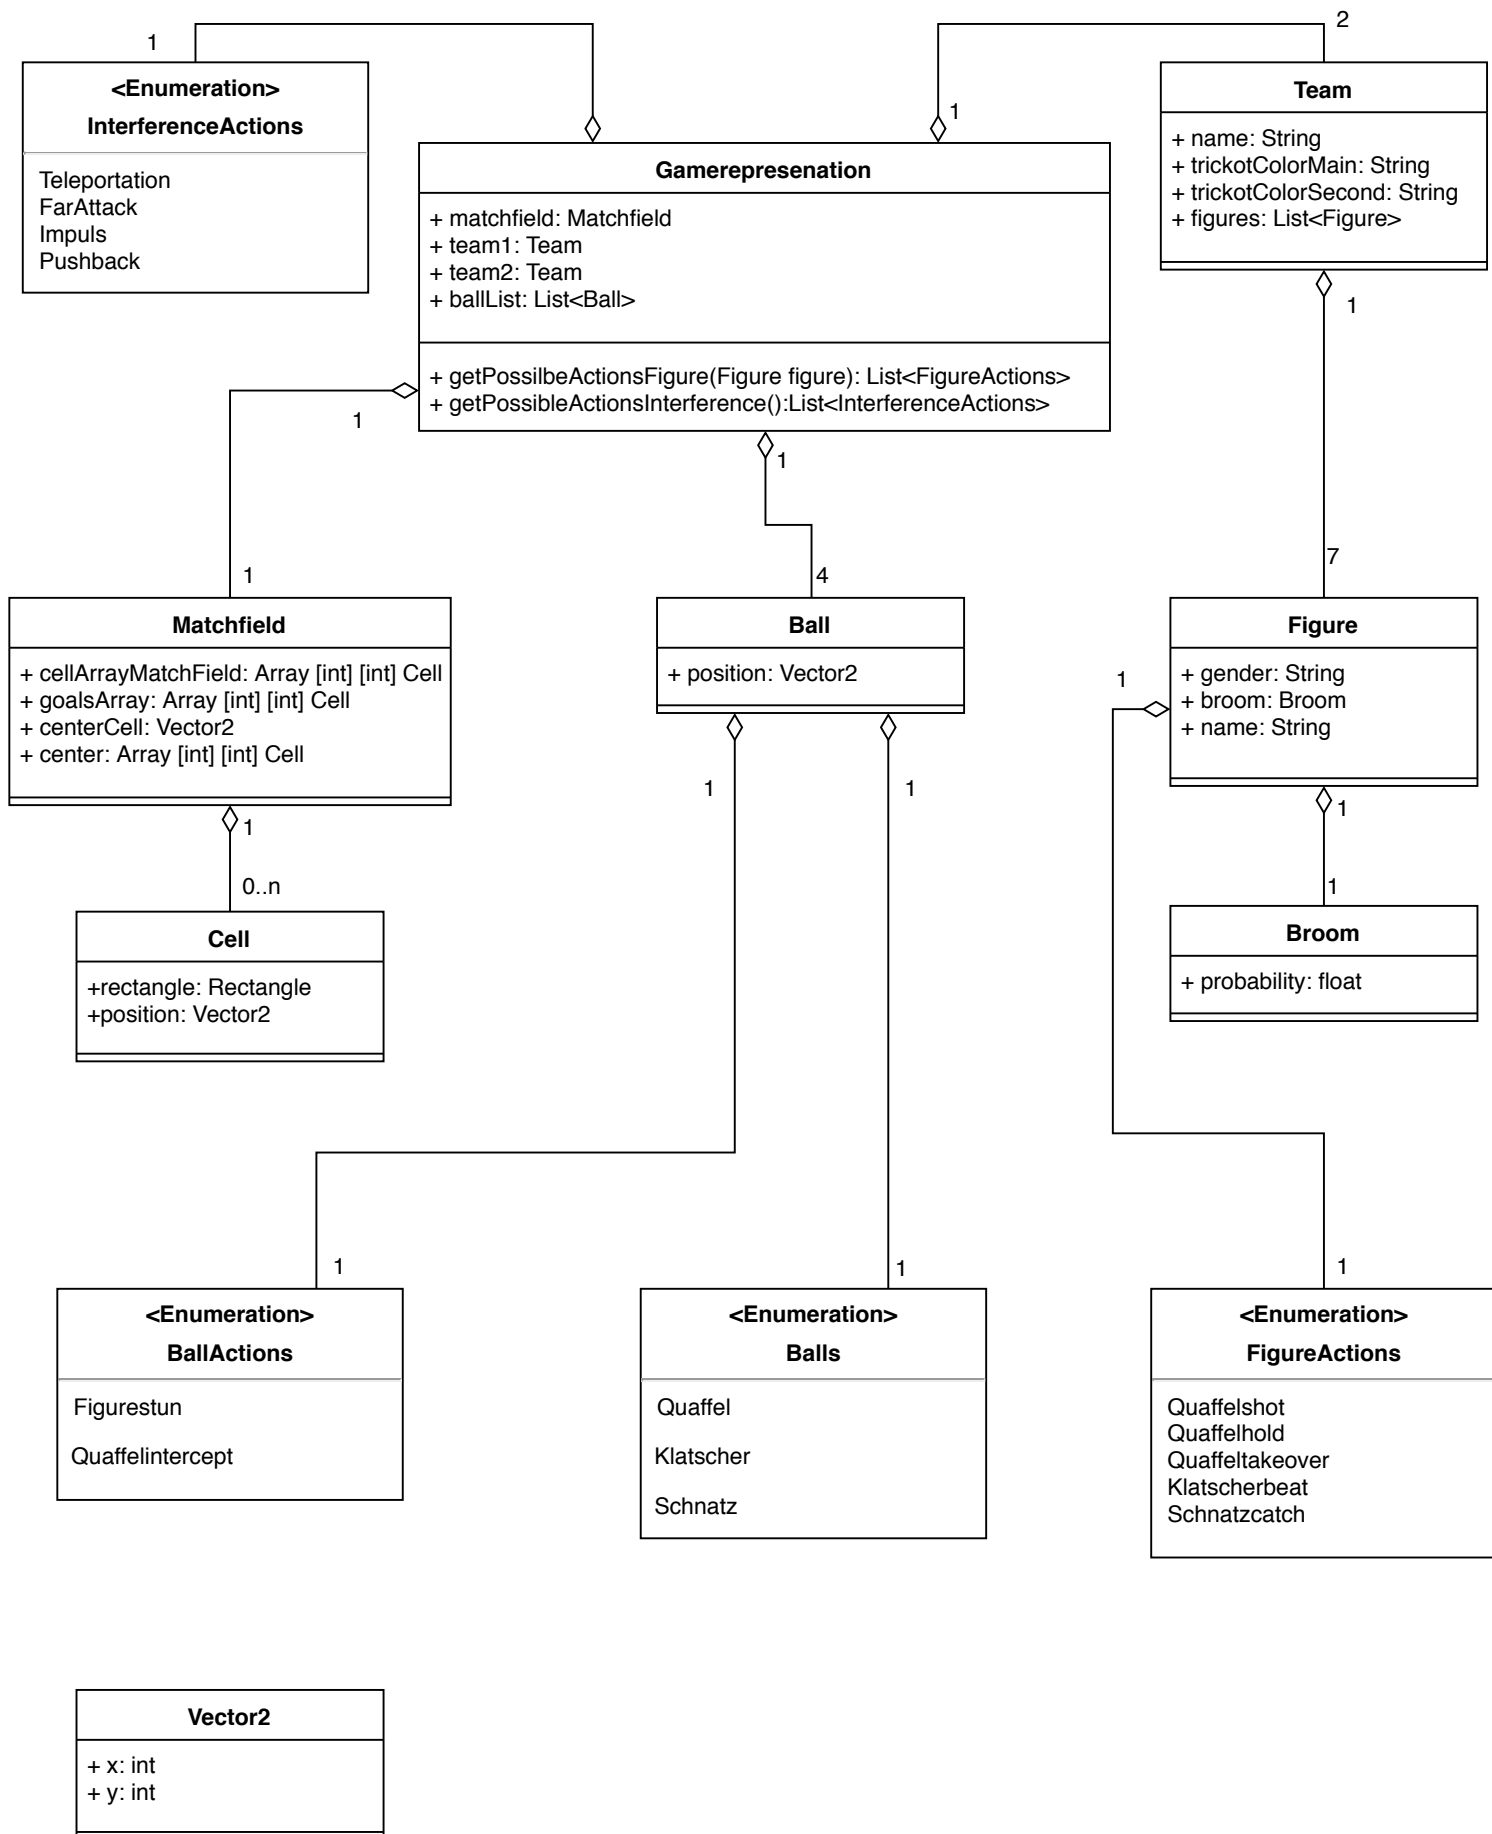 1
2
<Enumeration>
InterferenceActions
Teleportation
FarAttack
Impuls
Pushback
1
Team
+ name: String
+ trickotColorMain: String
+ trickotColorSecond: String
+ figures: List<Figure>
Gamerepresenation
+ matchfield: Matchfield
+ team1: Team
+ team2: Team
+ ballList: List<Ball>
+ getPossilbeActionsFigure(Figure figure): List<FigureActions>
+ getPossibleActionsInterference():List<InterferenceActions>
1
1
1
1
4
7
Matchfield
+ cellArrayMatchField: Array [int] [int] Cell
+ goalsArray: Array [int] [int] Cell
+ centerCell: Vector2
+ center: Array [int] [int] Cell
Ball
+ position: Vector2
Figure
+ gender: String
+ broom: Broom
+ name: String
1
1
1
1
1
0..n
1
Cell
+rectangle: Rectangle
+position: Vector2
Broom
+ probability: float
1
1
1
<Enumeration>
BallActions
Figurestun
Quaffelintercept
<Enumeration>
Balls
Quaffel
Klatscher
Schnatz
<Enumeration>
FigureActions
Quaffelshot
Quaffelhold
Quaffeltakeover
Klatscherbeat
Schnatzcatch
Vector2
+ x: int
+ y: int